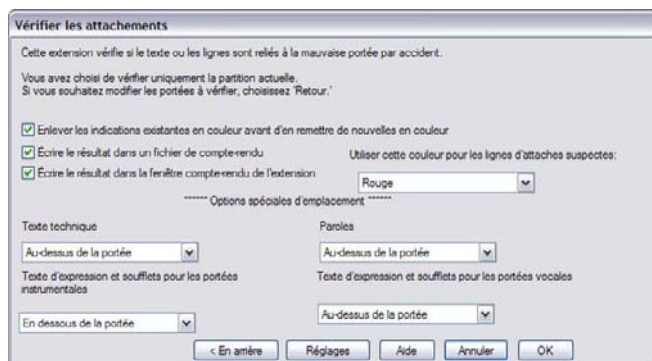 Vérifier les attachements
Cette extension vérifie si le texte ou les lignes sont reliés à la mauvaise portée par accident.
Vous avez choisi de vérifier uniquement la partition actuelle.
Si vous souhaitez modifier les portées à vérifier, choisissez 'Retour.'
Enlever les indications existantes en couleur avant d'en remettre de nouvelles en couleur
Écrire le résultat dans un fichier de compte-rendu
Utiliser cette couleur pour les lignes d'attaches suspectes:
Écrire le résultat dans la fenêtre compte-rendu de l'extension
Rouge
****** Options spéciales d'emplacement ******
Texte technique
Paroles
Au-dessus de la portée
Au-dessus de la portée
Texte d'expression et soufflets pour les portées instrumentales
Texte d'expression et soufflets pour les portées vocales
En dessous de la portée
Au-dessus de la portée
< En arrière
Réglages
Aide
Annuler
OK